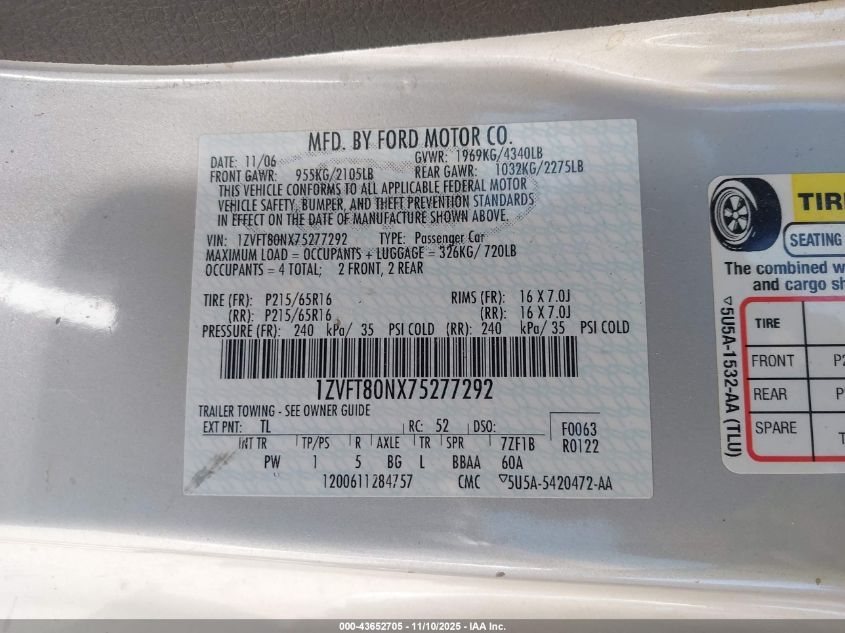 MFD. BY FORD MOTOR CO.
DATE: 11/06 GVWR: 1969KG/4340LB
FRONT GAWR: 955KG/2105LB REAR GAWR: 1032KG/2275LB
THIS VEHICLE CONFORMS TO ALL APPLICABLE FEDERAL MOTOR
VEHICLE SAFETY, BUMPER, AND THEFT PREVENTION STANDARDS
IN EFFECT ON THE DATE OF MANUFACTURE SHOWN ABOVE.
VIN: 1ZVFT80NX75277292 TYPE: Passenger Car
MAXIMUM LOAD = OCCUPANTS + LUGGAGE = 326KG/720LB
OCCUPANTS = 4 TOTAL; 2 FRONT, 2 REAR
TIRE (FR): P215/65R16 RIMS (FR): 16 X 7.0J
(RR): P215/65R16 (RR): 16 X 7.0J
PRESSURE (FR): 240 kPa/ 35 PSI COLD (RR): 240 kPa/ 35 PSI COLD
1ZVFT80NX75277292
TRAILER TOWING - SEE OWNER GUIDE
EXT PNT: TL RC: 52 DSO: F0063
INT TR TP/PS R AXLE TR SPR 7ZF1B R0122
PW 1 5 BG L BBAA 60A
1200611284757 CMC ▽5U5A-5420472-AA
TIRE
SEATING
The combined w
and cargo sh
▽5U5A-1532-AA (TLU)
TIRE
FRONT P2
REAR P
SPARE T
000-43652705 - 11/10/2025 - IAA Inc.